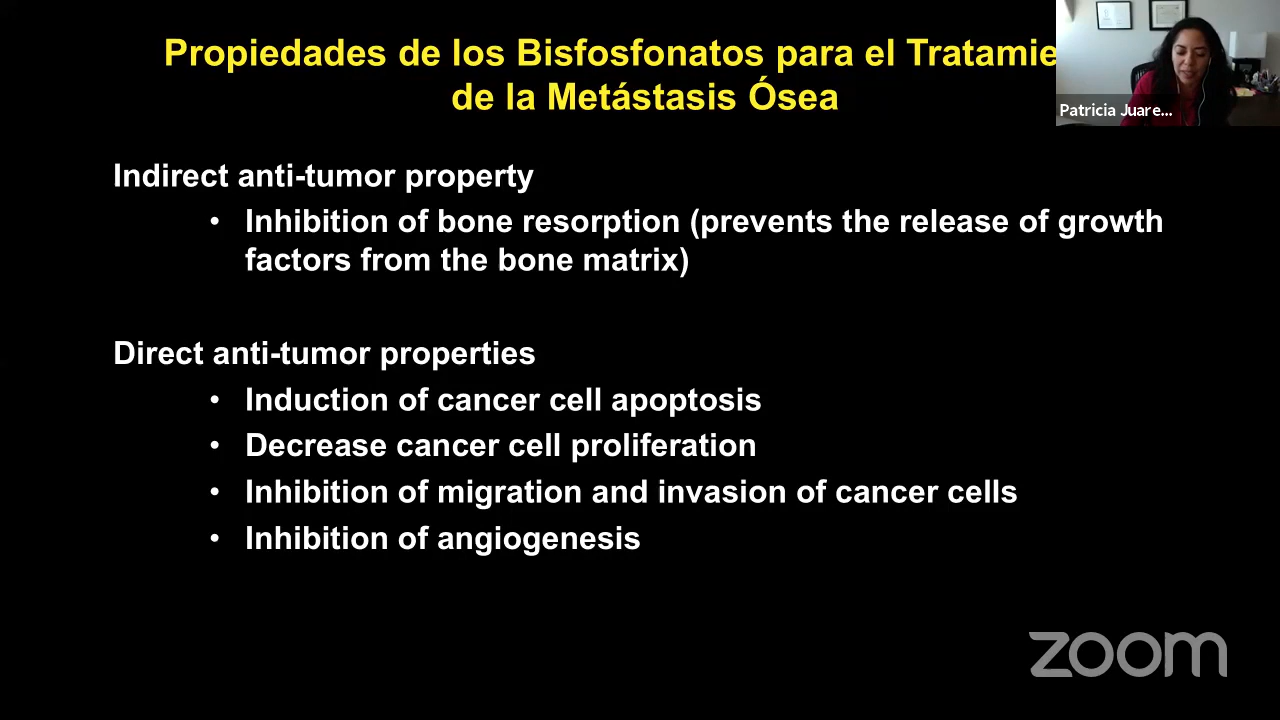 Propiedades de los Bisfosfonatos para el Tratamie
de la Metástasis Ósea
Patricia Juare...
Indirect anti-tumor property
• Inhibition of bone resorption (prevents the release of growth
factors from the bone matrix)
Direct anti-tumor properties
• Induction of cancer cell apoptosis
• Decrease cancer cell proliferation
• Inhibition of migration and invasion of cancer cells
• Inhibition of angiogenesis
zoom